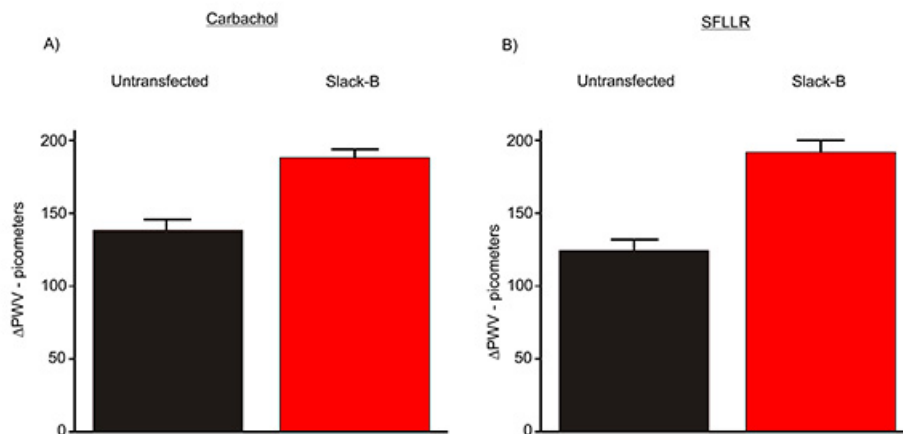 Carbachol
A)
Untransfected Slack-B
200
150
100
50
0
ΔPWV - picometers
SFLLR
B)
Untransfected Slack-B
200
150
100
50
0
ΔPWV - picometers